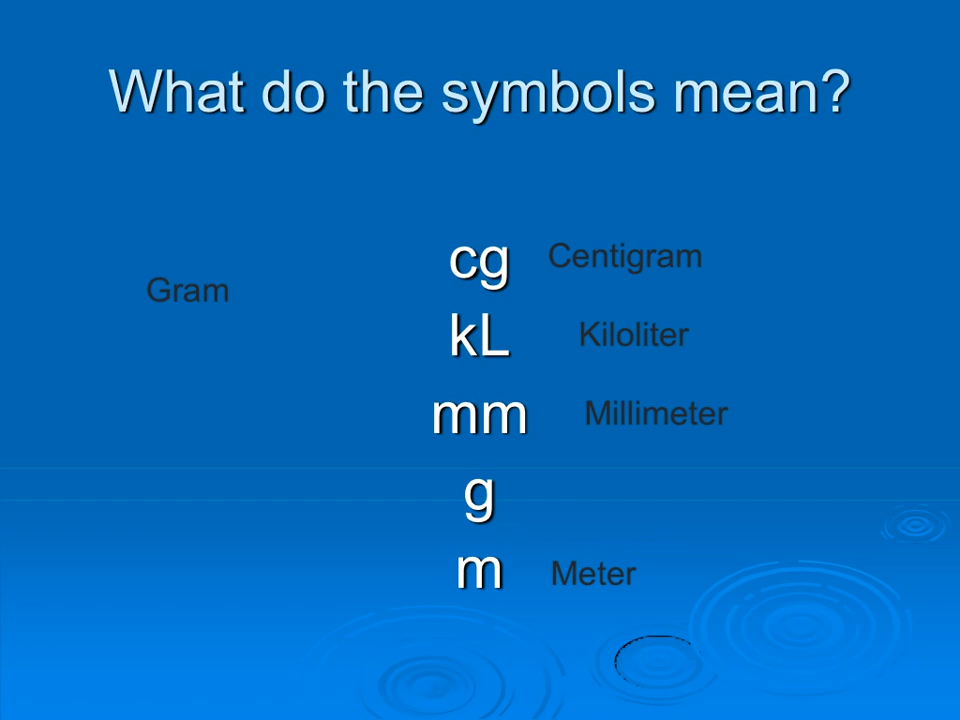 What do the symbols mean?
cg Centigram
Gram
kL Kiloliter
mm Millimeter
g
m Meter